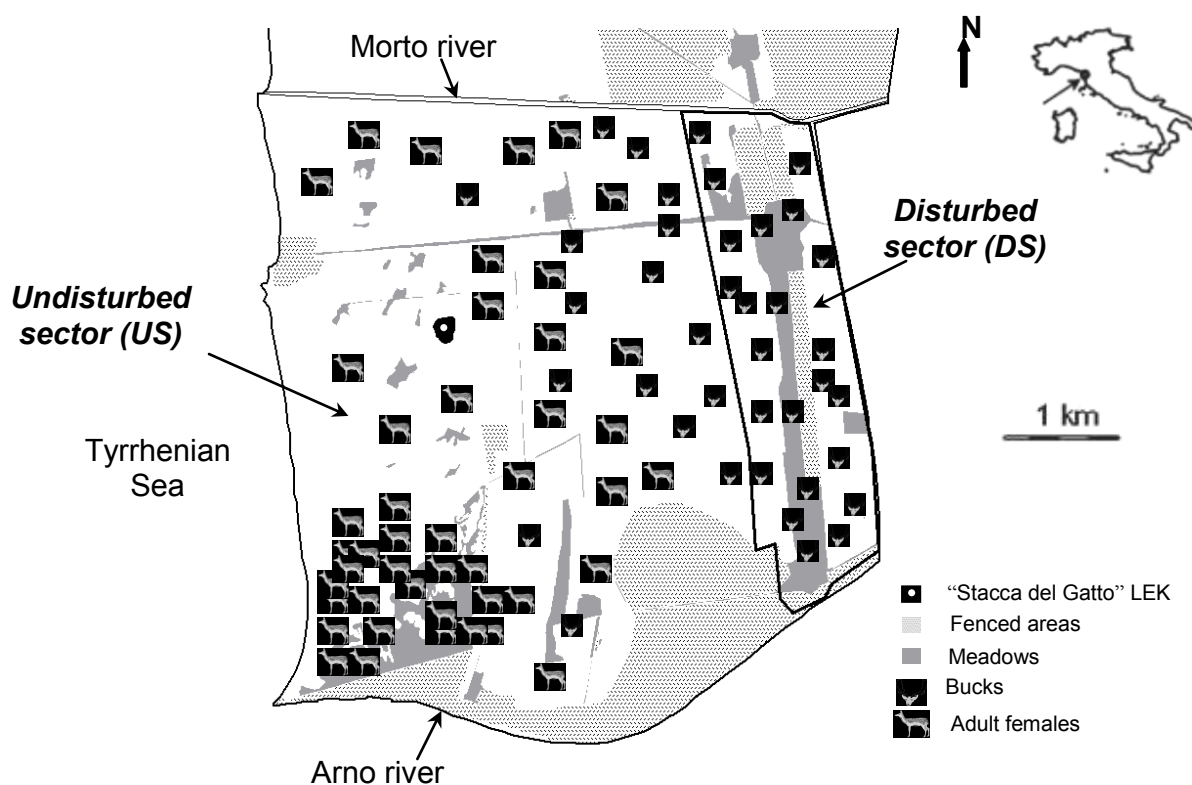 Morto river
N
Disturbed
sector (DS)
Undisturbed
sector (US)
1 km
Tyrrhenian
Sea
“Stacca del Gatto” LEK
Fenced areas
Meadows
Bucks
Adult females
Arno river